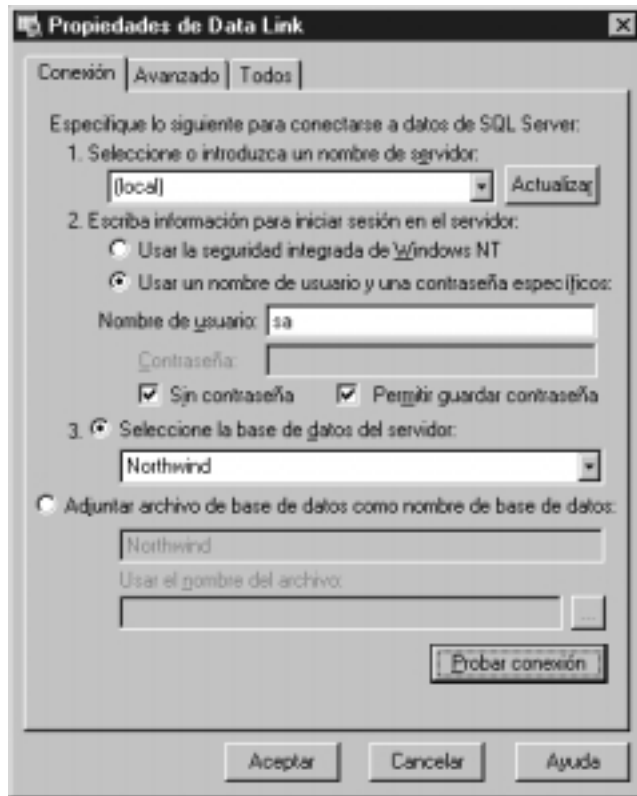 Propiedades de Data Link
Conexión Avanzado Todos
Especifique lo siguiente para conectarse a datos de SQL Server:
1. Seleccione o introduzca un nombre de servidor:
(local) Actualizar
2. Escriba información para iniciar sesión en el servidor:
Usar la seguridad integrada de Windows NT
Usar un nombre de usuario y una contraseña específicos:
Nombre de usuario: sa
Contraseña:
Sin contraseña Permitir guardar contraseña
3. Seleccione la base de datos del servidor:
Northwind
Adjuntar archivo de base de datos como nombre de base de datos:
Northwind
Usar el nombre del archivo:
...
Probar conexión
Aceptar Cancelar Ayuda